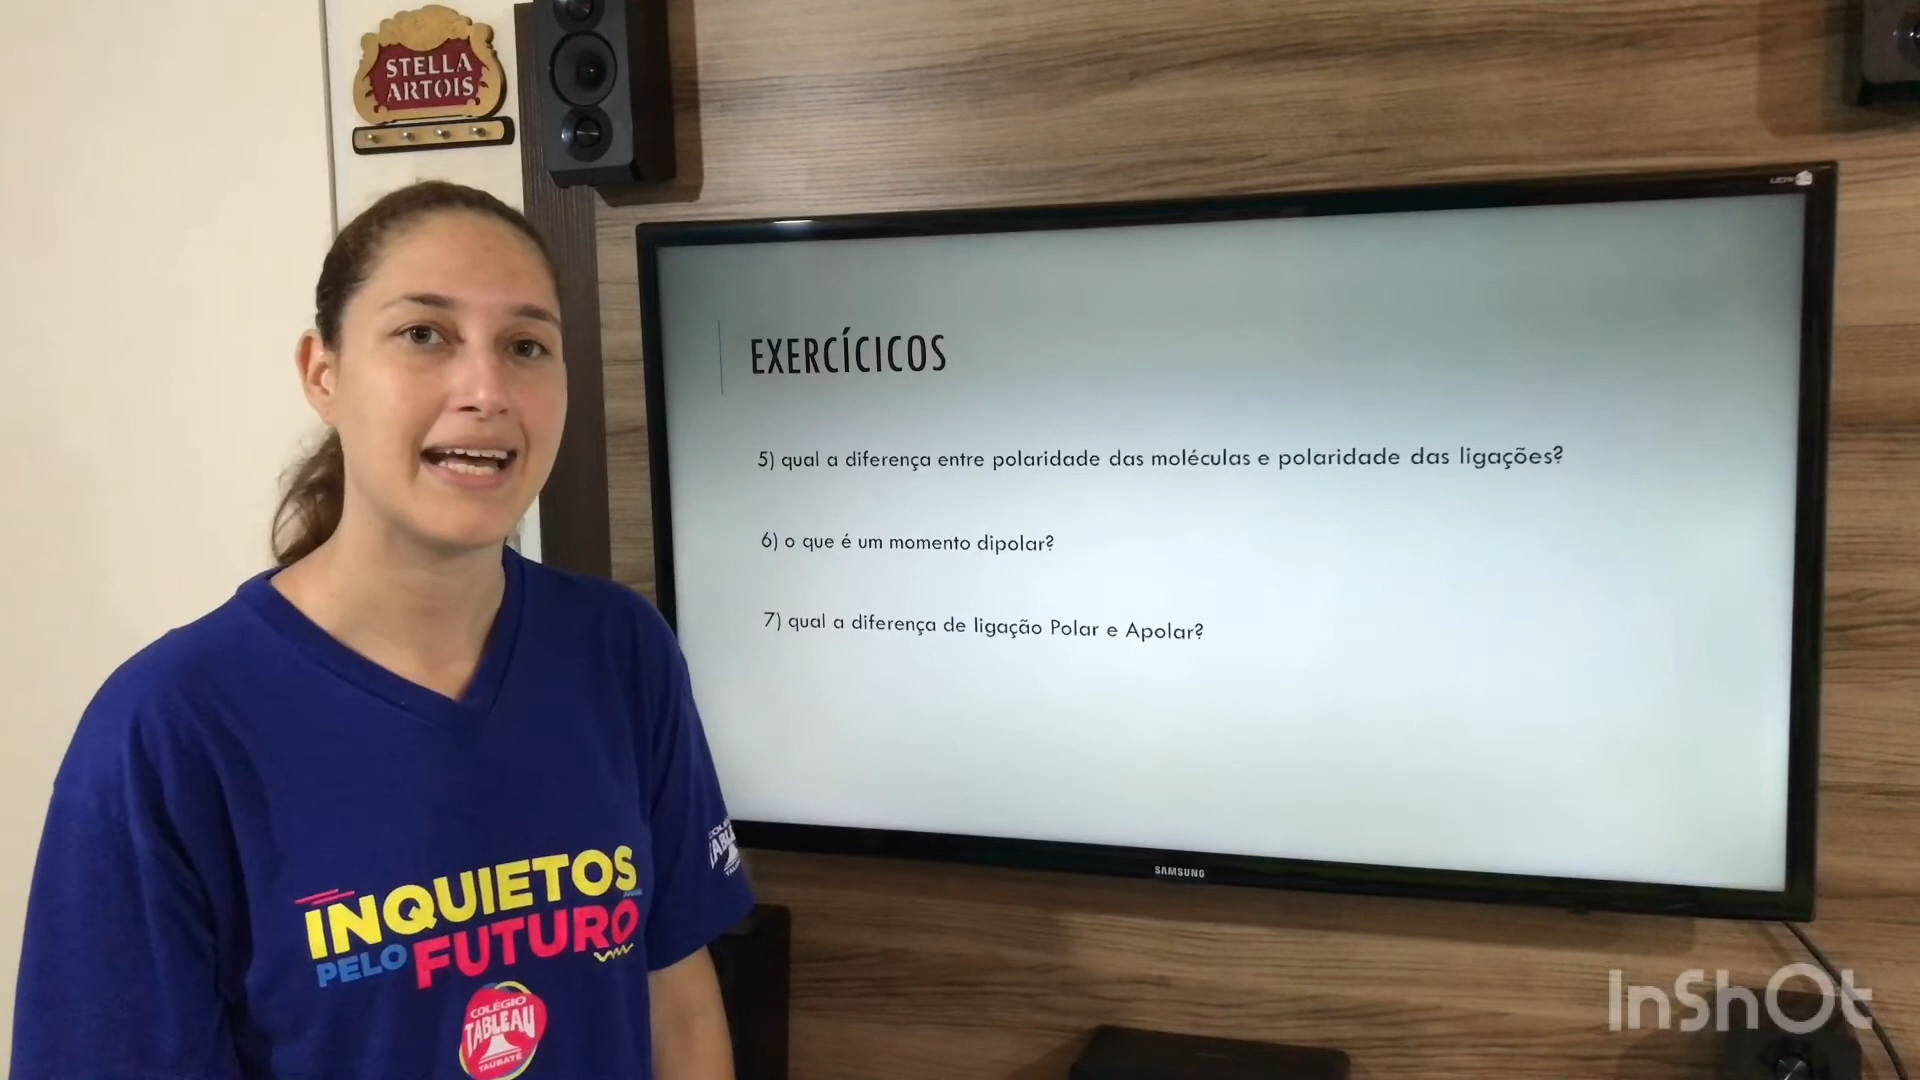 STELLA
ARTOIS
EXERCÍCICOS
5) qual a diferença entre polaridade das moléculas e polaridade das ligações?
6) o que é um momento dipolar?
7) qual a diferença de ligação Polar e Apolar?
SAMSUNG
INQUIETOS
PELO FUTURO
COLÉGIO
TABLEAU
TAUBATÉ
InShOt